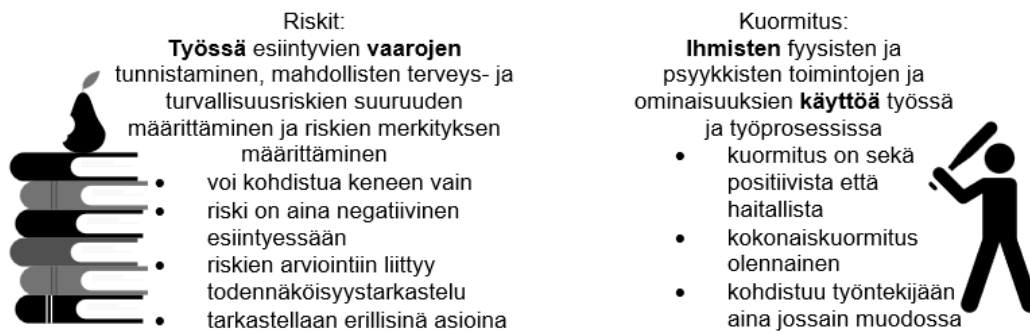 Riskit:
Työssä esiintyvien vaarojen
tunnistaminen, mahdollisten terveys- ja
turvallisuusriskien suuruuden
määrittäminen ja riskien merkityksen
määrittäminen
• voi kohdistua keneen vain
• riski on aina negatiivinen
esiintyessään
• riskien arviointiin liittyy
todennäköisyystarkastelu
• tarkastellaan erillisinä asioina
Kuormitus:
Ihmisten fyysisten ja
psyykkisten toimintojen ja
ominaisuuksien käyttöä työssä
ja työprosessissa
• kuormitus on sekä
positiivista että
haitallista
• kokonaiskuormitus
olennainen
• kohdistuu työntekijään
aina jossain muodossa